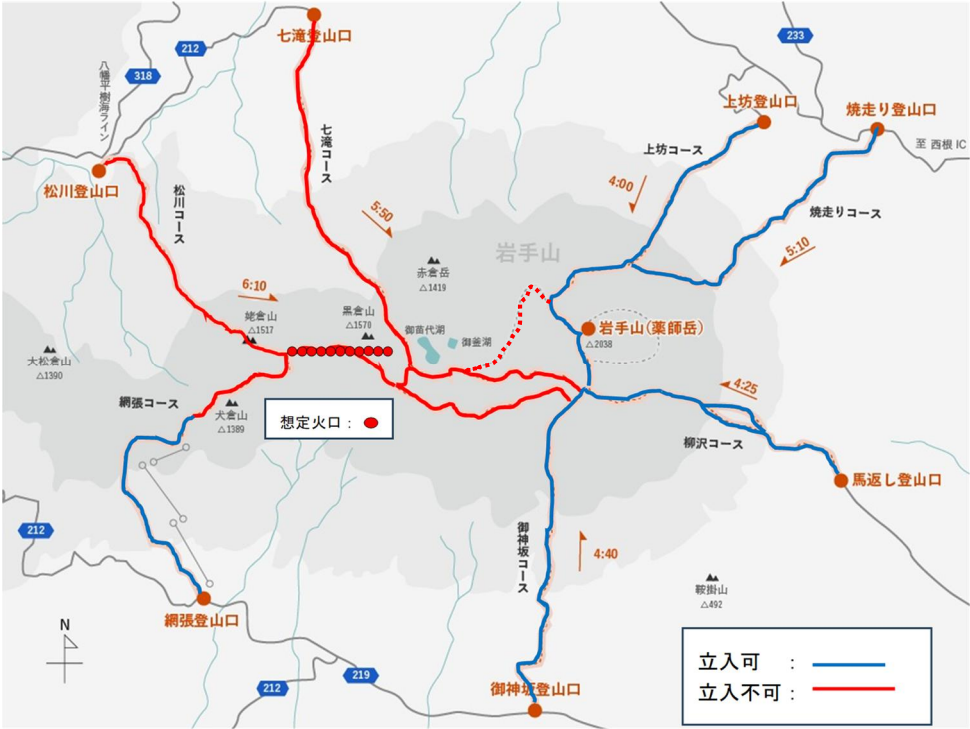 七滝登山口
212
233
318
八幡平樹海ライン
上坊登山口
焼走り登山口
至 西根 IC
七滝コース
上坊コース
松川登山口
松川コース
4:00
焼走りコース
5:50
5:10
岩手山
赤倉岳
△1419
6:10
姥倉山
△1517
黒倉山
△1570
御苗代湖
御釜湖
岩手山(薬師岳)
△2038
大松倉山
△1390
4:25
網張コース
犬倉山
△1389
想定火口：
柳沢コース
馬返し登山口
212
御神坂コース
4:40
鞍掛山
△492
網張登山口
N
立入可 ：
立入不可：
219
212
御神坂登山口